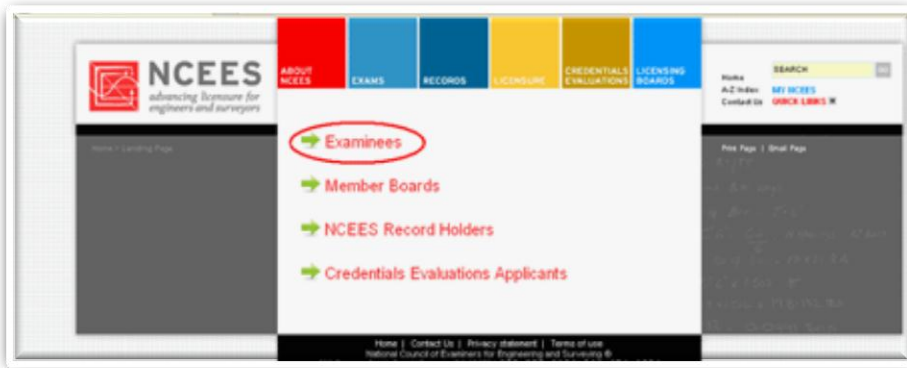 NCEES
advancing licensure for
engineers and surveyors
ABOUT
NCEES
EXAMS
RECORDS
LICENSURE
CREDENTIALS
EVALUATIONS
LICENSING
BOARDS
Home
A-Z Index
Contact Us
SEARCH
GO
MY NCEES
QUICK LINKS
Home > Landing Page
Print Page | Email Page
Examinees
Member Boards
NCEES Record Holders
Credentials Evaluations Applicants
Home | Contact Us | Privacy statement | Terms of use
National Council of Examiners for Engineering and Surveying ®